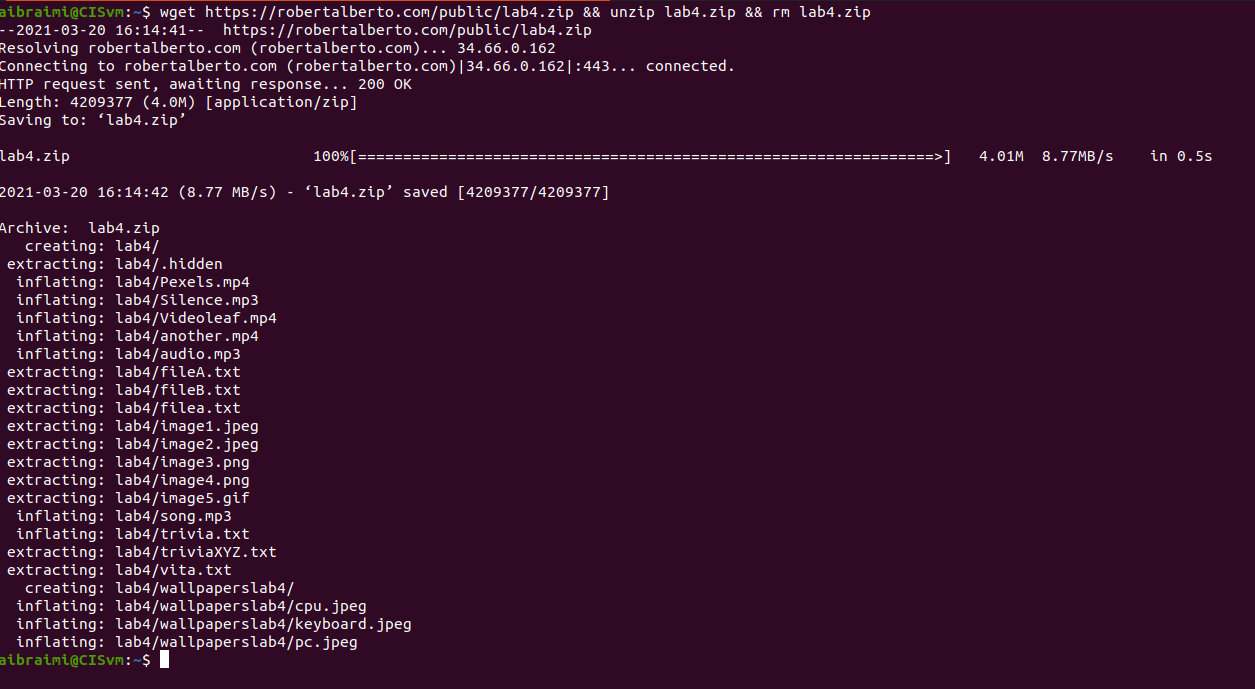 aibraimi@CISvm:~$ wget https://robertalberto.com/public/lab4.zip && unzip lab4.zip && rm lab4.zip
--2021-03-20 16:14:41--  https://robertalberto.com/public/lab4.zip
Resolving robertalberto.com (robertalberto.com)... 34.66.0.162
Connecting to robertalberto.com (robertalberto.com)|34.66.0.162|:443... connected.
HTTP request sent, awaiting response... 200 OK
Length: 4209377 (4.0M) [application/zip]
Saving to: ‘lab4.zip’
lab4.zip                           100%[================================================================>]   4.01M  8.77MB/s    in 0.5s
2021-03-20 16:14:42 (8.77 MB/s) - ‘lab4.zip’ saved [4209377/4209377]
Archive:  lab4.zip
   creating: lab4/
 extracting: lab4/.hidden
  inflating: lab4/Pexels.mp4
  inflating: lab4/Silence.mp3
  inflating: lab4/Videoleaf.mp4
  inflating: lab4/another.mp4
  inflating: lab4/audio.mp3
 extracting: lab4/fileA.txt
 extracting: lab4/fileB.txt
 extracting: lab4/filea.txt
 extracting: lab4/image1.jpeg
 extracting: lab4/image2.jpeg
 extracting: lab4/image3.png
 extracting: lab4/image4.png
 extracting: lab4/image5.gif
  inflating: lab4/song.mp3
  inflating: lab4/trivia.txt
 extracting: lab4/triviaXYZ.txt
 extracting: lab4/vita.txt
   creating: lab4/wallpaperslab4/
  inflating: lab4/wallpaperslab4/cpu.jpeg
  inflating: lab4/wallpaperslab4/keyboard.jpeg
  inflating: lab4/wallpaperslab4/pc.jpeg
aibraimi@CISvm:~$